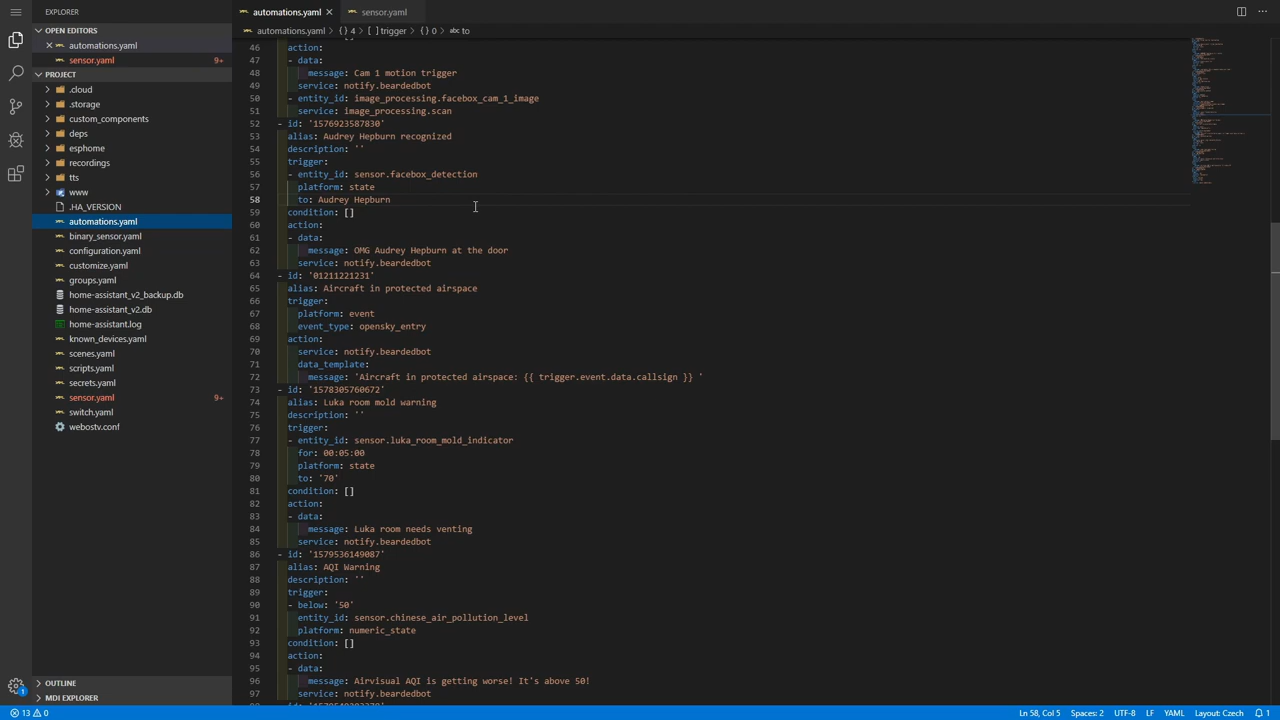 EXPLORER
OPEN EDITORS
automations.yaml
sensor.yaml 9+
PROJECT
.cloud
.storage
custom_components
deps
esphome
recordings
tts
www
.HA_VERSION
automations.yaml
binary_sensor.yaml
configuration.yaml
customize.yaml
groups.yaml
home-assistant_v2_backup.db
home-assistant_v2.db
home-assistant.log
known_devices.yaml
scenes.yaml
scripts.yaml
secrets.yaml
sensor.yaml 9+
switch.yaml
webostv.conf
OUTLINE
MDI EXPLORER
automations.yaml sensor.yaml
automations.yaml > {} 4 > [ ] trigger > {} 0 > abc to
46 action:
47 - data:
48 message: Cam 1 motion trigger
49 service: notify.beardedbot
50 - entity_id: image_processing.facebox_cam_1_image
51 service: image_processing.scan
52 - id: '1576923587830'
53 alias: Audrey Hepburn recognized
54 description: ''
55 trigger:
56 - entity_id: sensor.facebox_detection
57 platform: state
58 to: Audrey Hepburn
59 condition: []
60 action:
61 - data:
62 message: OMG Audrey Hepburn at the door
63 service: notify.beardedbot
64 - id: '01211221231'
65 alias: Aircraft in protected airspace
66 trigger:
67 platform: event
68 event_type: opensky_entry
69 action:
70 service: notify.beardedbot
71 data_template:
72 message: 'Aircraft in protected airspace: {{ trigger.event.data.callsign }} '
73 - id: '1578305760672'
74 alias: Luka room mold warning
75 description: ''
76 trigger:
77 - entity_id: sensor.luka_room_mold_indicator
78 for: 00:05:00
79 platform: state
80 to: '70'
81 condition: []
82 action:
83 - data:
84 message: Luka room needs venting
85 service: notify.beardedbot
86 - id: '1579536149087'
87 alias: AQI Warning
88 description: ''
89 trigger:
90 - below: '50'
91 entity_id: sensor.chinese_air_pollution_level
92 platform: numeric_state
93 condition: []
94 action:
95 - data:
96 message: Airvisual AQI is getting worse! It's above 50!
97 service: notify.beardedbot
1
13 0 Ln 58, Col 5 Spaces: 2 UTF-8 LF YAML Layout: Czech 1